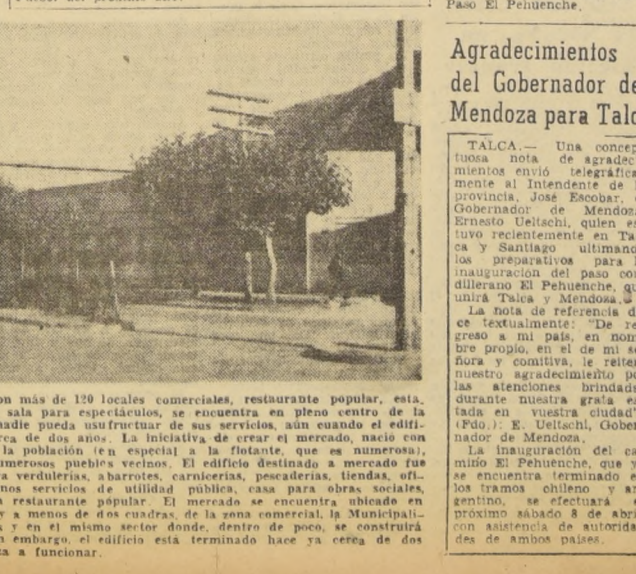 Paso El Pehuenche.
Agradecimientos
del Gobernador de
Mendoza para Talc
TALCA.— Una concep
tuosa nota de agradec
mientos envió telegráfica
mente al Intendente de
provincia, José Escobar,
Gobernador de Mendoza
Ernesto Ueltschi, quien es
tuvo recientemente en Ta
ca y Santiago ultimando
los preparativos para
inauguración del paso co
dillerano El Pehuenche, qu
unirá Talca y Mendoza.
La nota de referencia d
ce textualmente: "De re
greso a mi país, en nom
bre propio, en el de mi se
ñora y comitiva, le reite
nuestro agradecimiento po
las atenciones brindada
durante nuestra grata es
tada en vuestra ciudad"
(Fdo.): E. Ueltschi, Gober
nador de Mendoza.
La inauguración del ca
mino El Pehuenche, que y
se encuentra terminado e
los tramos chileno y ar
gentino, se efectuará
próximo sábado 8 de abri
con asistencia de autorida
des de ambos países.
on más de 120 locales comerciales, restaurante popular, esta,
sala para espectáculos, se encuentra en pleno centro de la
nadie pueda usufructuar de sus servicios, aún cuando el edifi-
rca de dos años. La iniciativa de crear el mercado, nació con
la población (en especial a la flotante, que es numerosa),
umerosos pueblos vecinos. El edificio destinado a mercado fue
a verdulerías, abarrotes, carnicerías, pescaderías, tiendas, ofi-
nos servicios de utilidad pública, casa para obras sociales,
restaurante popular. El mercado se encuentra ubicado en
y a menos de dos cuadras, de la zona comercial, la Municipali-
y en el mismo sector donde, dentro de poco, se construirá
n embargo, el edificio está terminado hace ya cerca de dos
a a funcionar.